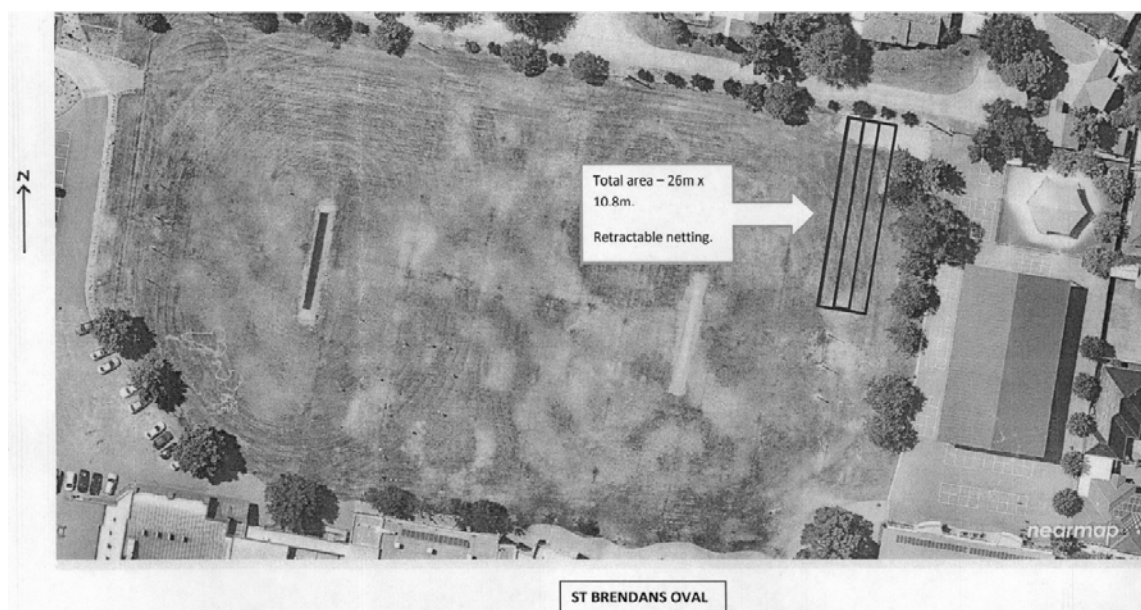 N
Total area – 26m x
10.8m.
Retractable netting.
nearmap
ST BRENDANS OVAL